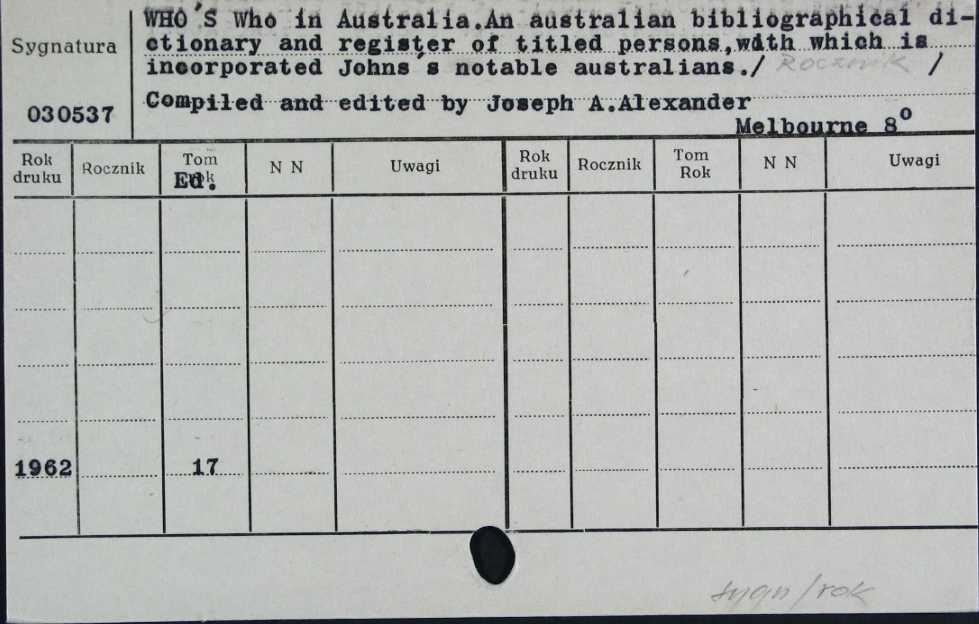 WHO'S Who in Australia.An australian bibliographical di-
ctionary and register of titled persons,with which is
incorporated Johns's notable australians./ Rocznik /
Compiled and edited by Joseph A.Alexander
Melbourne 8º
Sygnatura
030537
Rok druku Rocznik Tom Rok Ed. N N Uwagi Rok druku Rocznik Tom Rok N N Uwagi
1962 17
sygn/rok